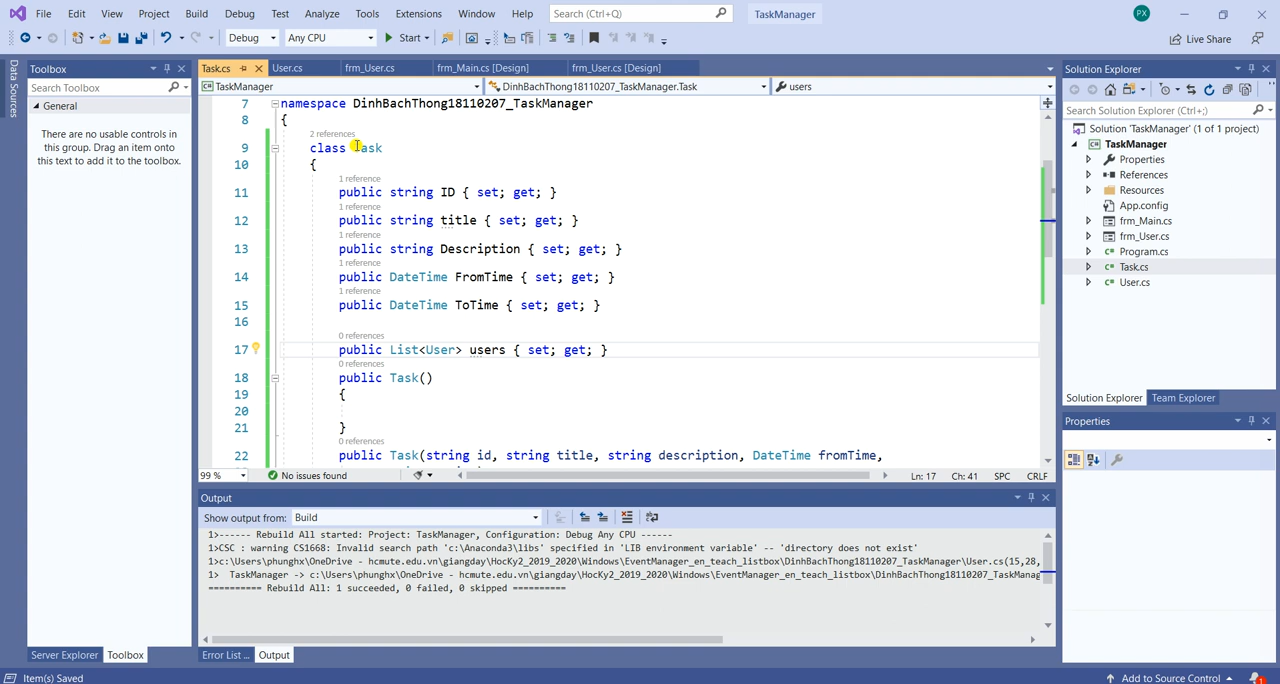 File Edit View Project Build Debug Test Analyze Tools Extensions Window Help Search (Ctrl+Q) TaskManager PX
Debug Any CPU Start Live Share
Data Sources
Toolbox
Search Toolbox
General
There are no usable controls in
this group. Drag an item onto
this text to add it to the toolbox.
Server Explorer Toolbox
Task.cs User.cs frm_User.cs frm_Main.cs [Design] frm_User.cs [Design]
TaskManager DinhBachThong18110207_TaskManager.Task users
7 namespace DinhBachThong18110207_TaskManager
8 {
2 references
9 class Task
10 {
1 reference
11 public string ID { set; get; }
1 reference
12 public string title { set; get; }
1 reference
13 public string Description { set; get; }
1 reference
14 public DateTime FromTime { set; get; }
1 reference
15 public DateTime ToTime { set; get; }
16
0 references
17 public List<User> users { set; get; }
0 references
18 public Task()
19 {
20
21 }
0 references
22 public Task(string id, string title, string description, DateTime fromTime,
99 % No issues found Ln: 17 Ch: 41 SPC CRLF
Output
Show output from: Build
1>------ Rebuild All started: Project: TaskManager, Configuration: Debug Any CPU ------
1>CSC : warning CS1668: Invalid search path 'c:\Anaconda3\libs' specified in 'LIB environment variable' -- 'directory does not exist'
1>c:\Users\phunghx\OneDrive - hcmute.edu.vn\giangday\HocKy2_2019_2020\Windows\EventManager_en_teach_listbox\DinhBachThong18110207_TaskManager\User.cs(15,28,
1> TaskManager -> c:\Users\phunghx\OneDrive - hcmute.edu.vn\giangday\HocKy2_2019_2020\Windows\EventManager_en_teach_listbox\DinhBachThong18110207_TaskManag
========== Rebuild All: 1 succeeded, 0 failed, 0 skipped ==========
Error List ... Output
Solution Explorer
Search Solution Explorer (Ctrl+;)
Solution 'TaskManager' (1 of 1 project)
TaskManager
Properties
References
Resources
App.config
frm_Main.cs
frm_User.cs
Program.cs
Task.cs
User.cs
Solution Explorer Team Explorer
Properties
Item(s) Saved Add to Source Control 1